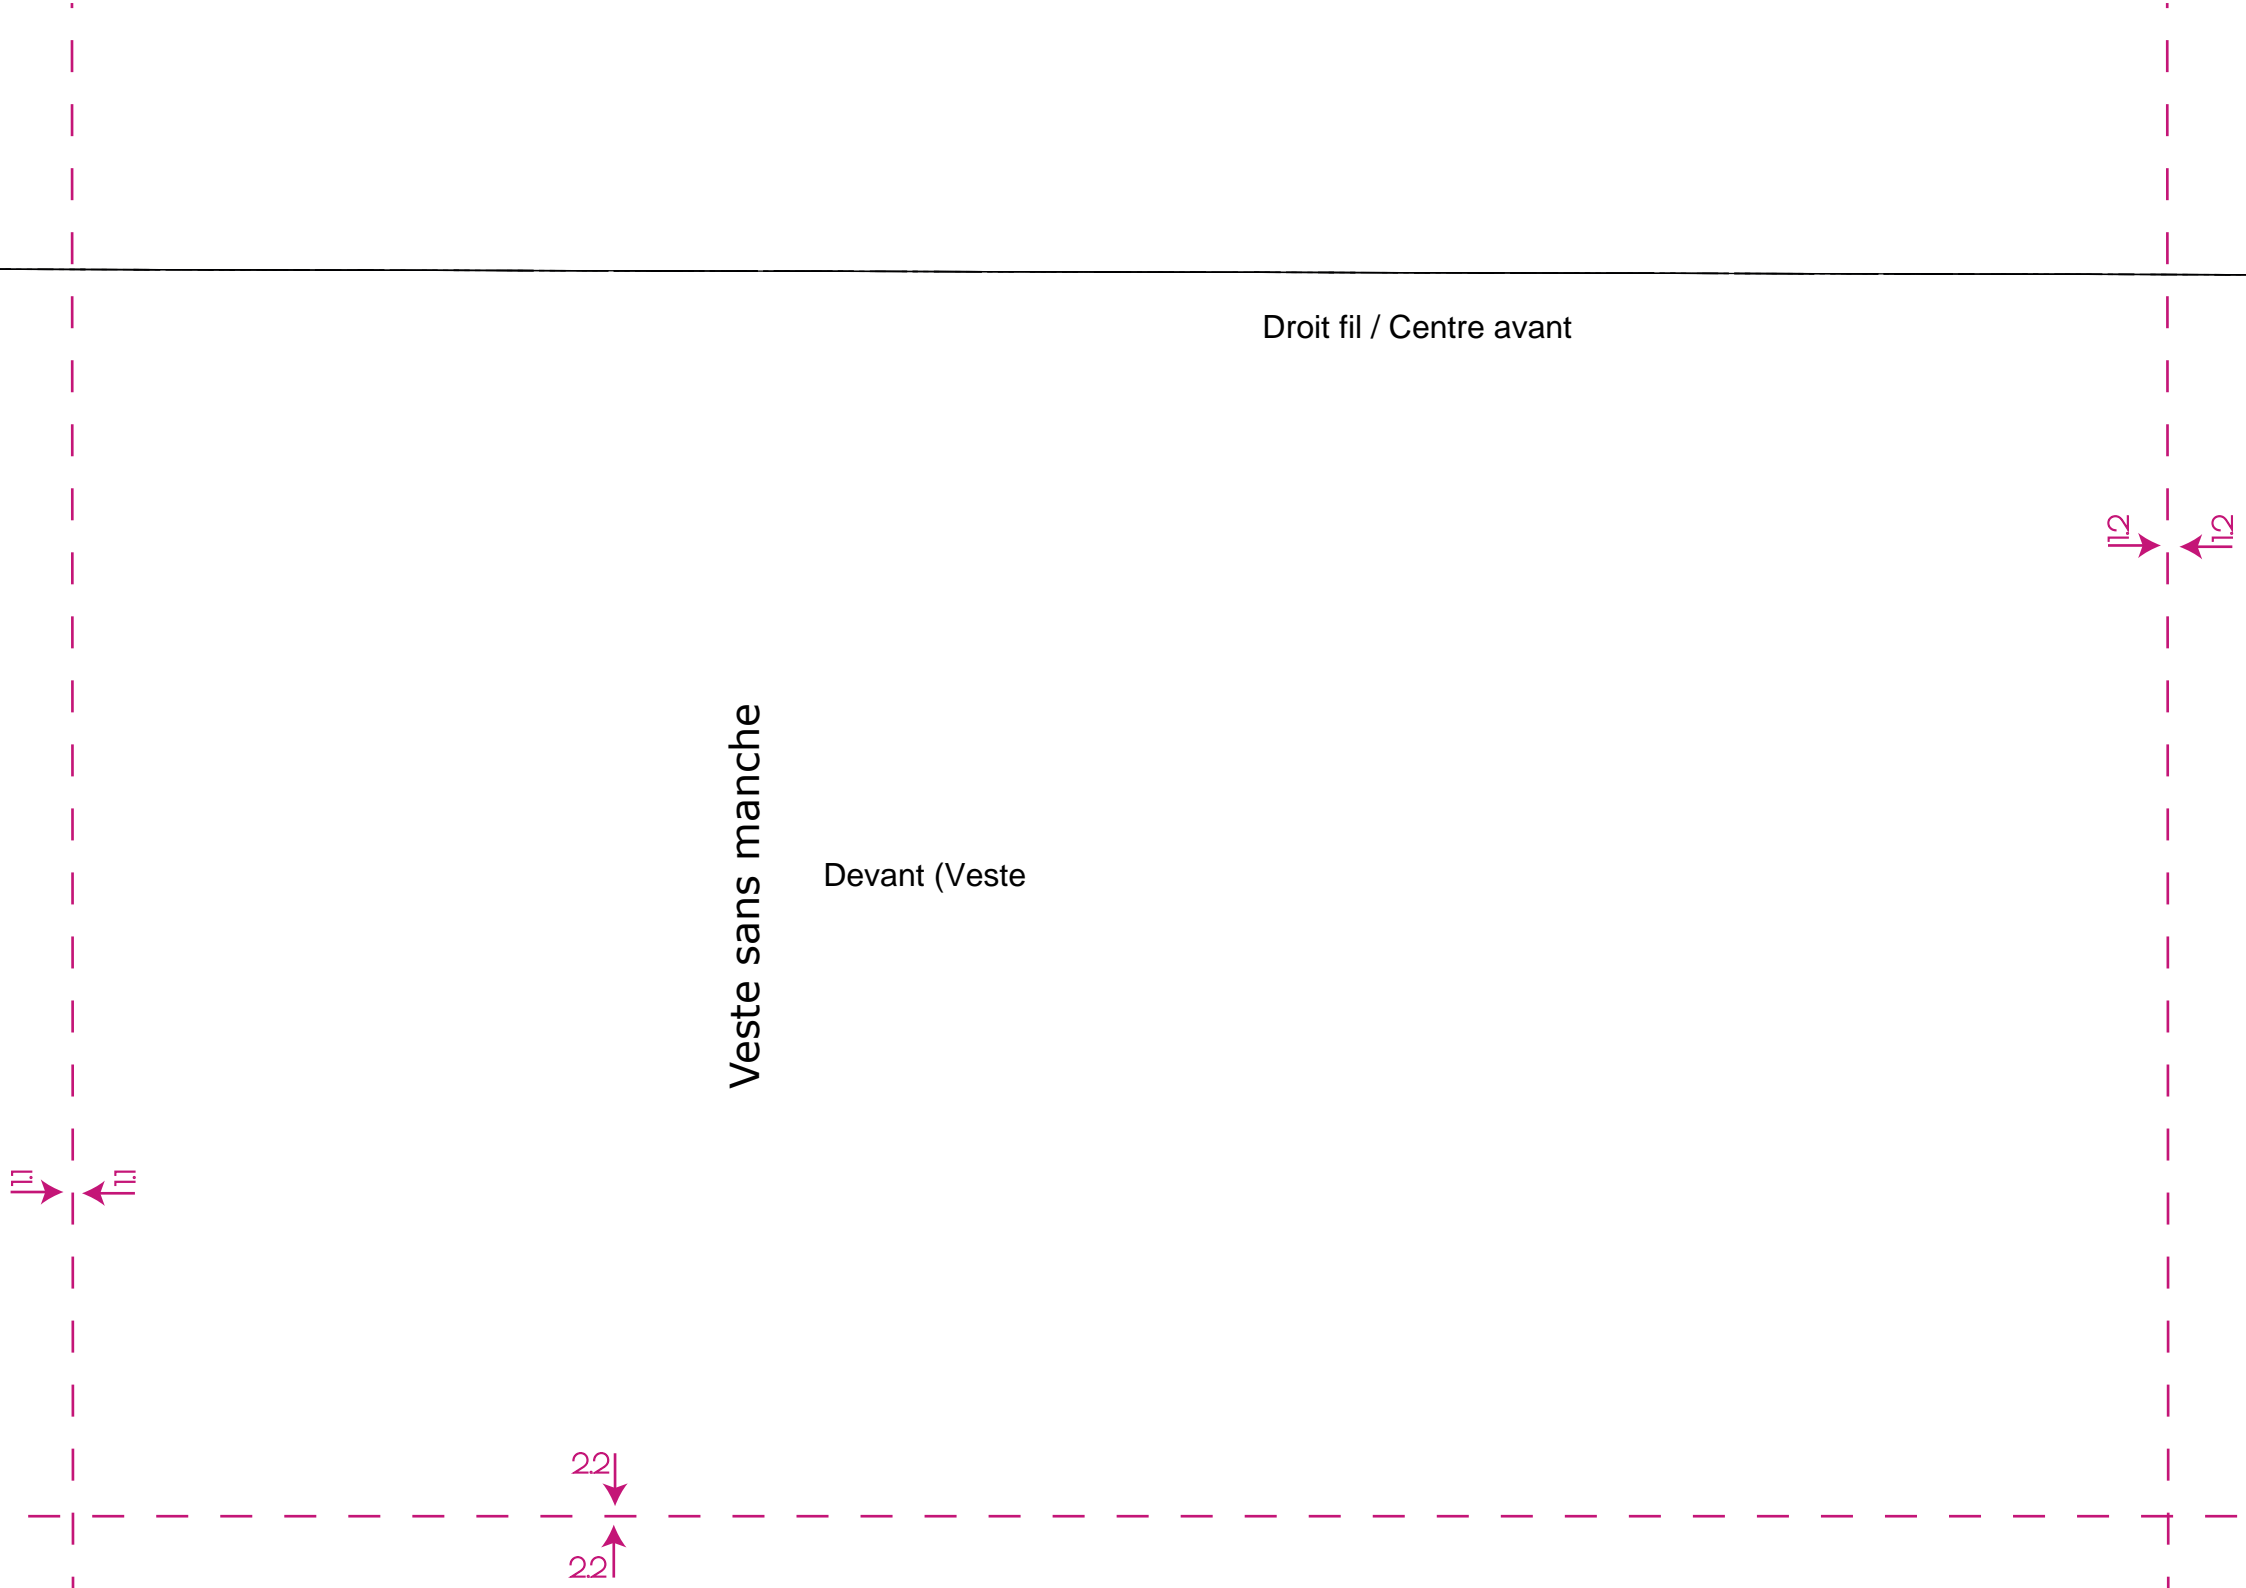 Droit fil / Centre avant
1.2
1.2
Veste sans manche
Devant (Veste
1.1
1.1
2.2
2.2